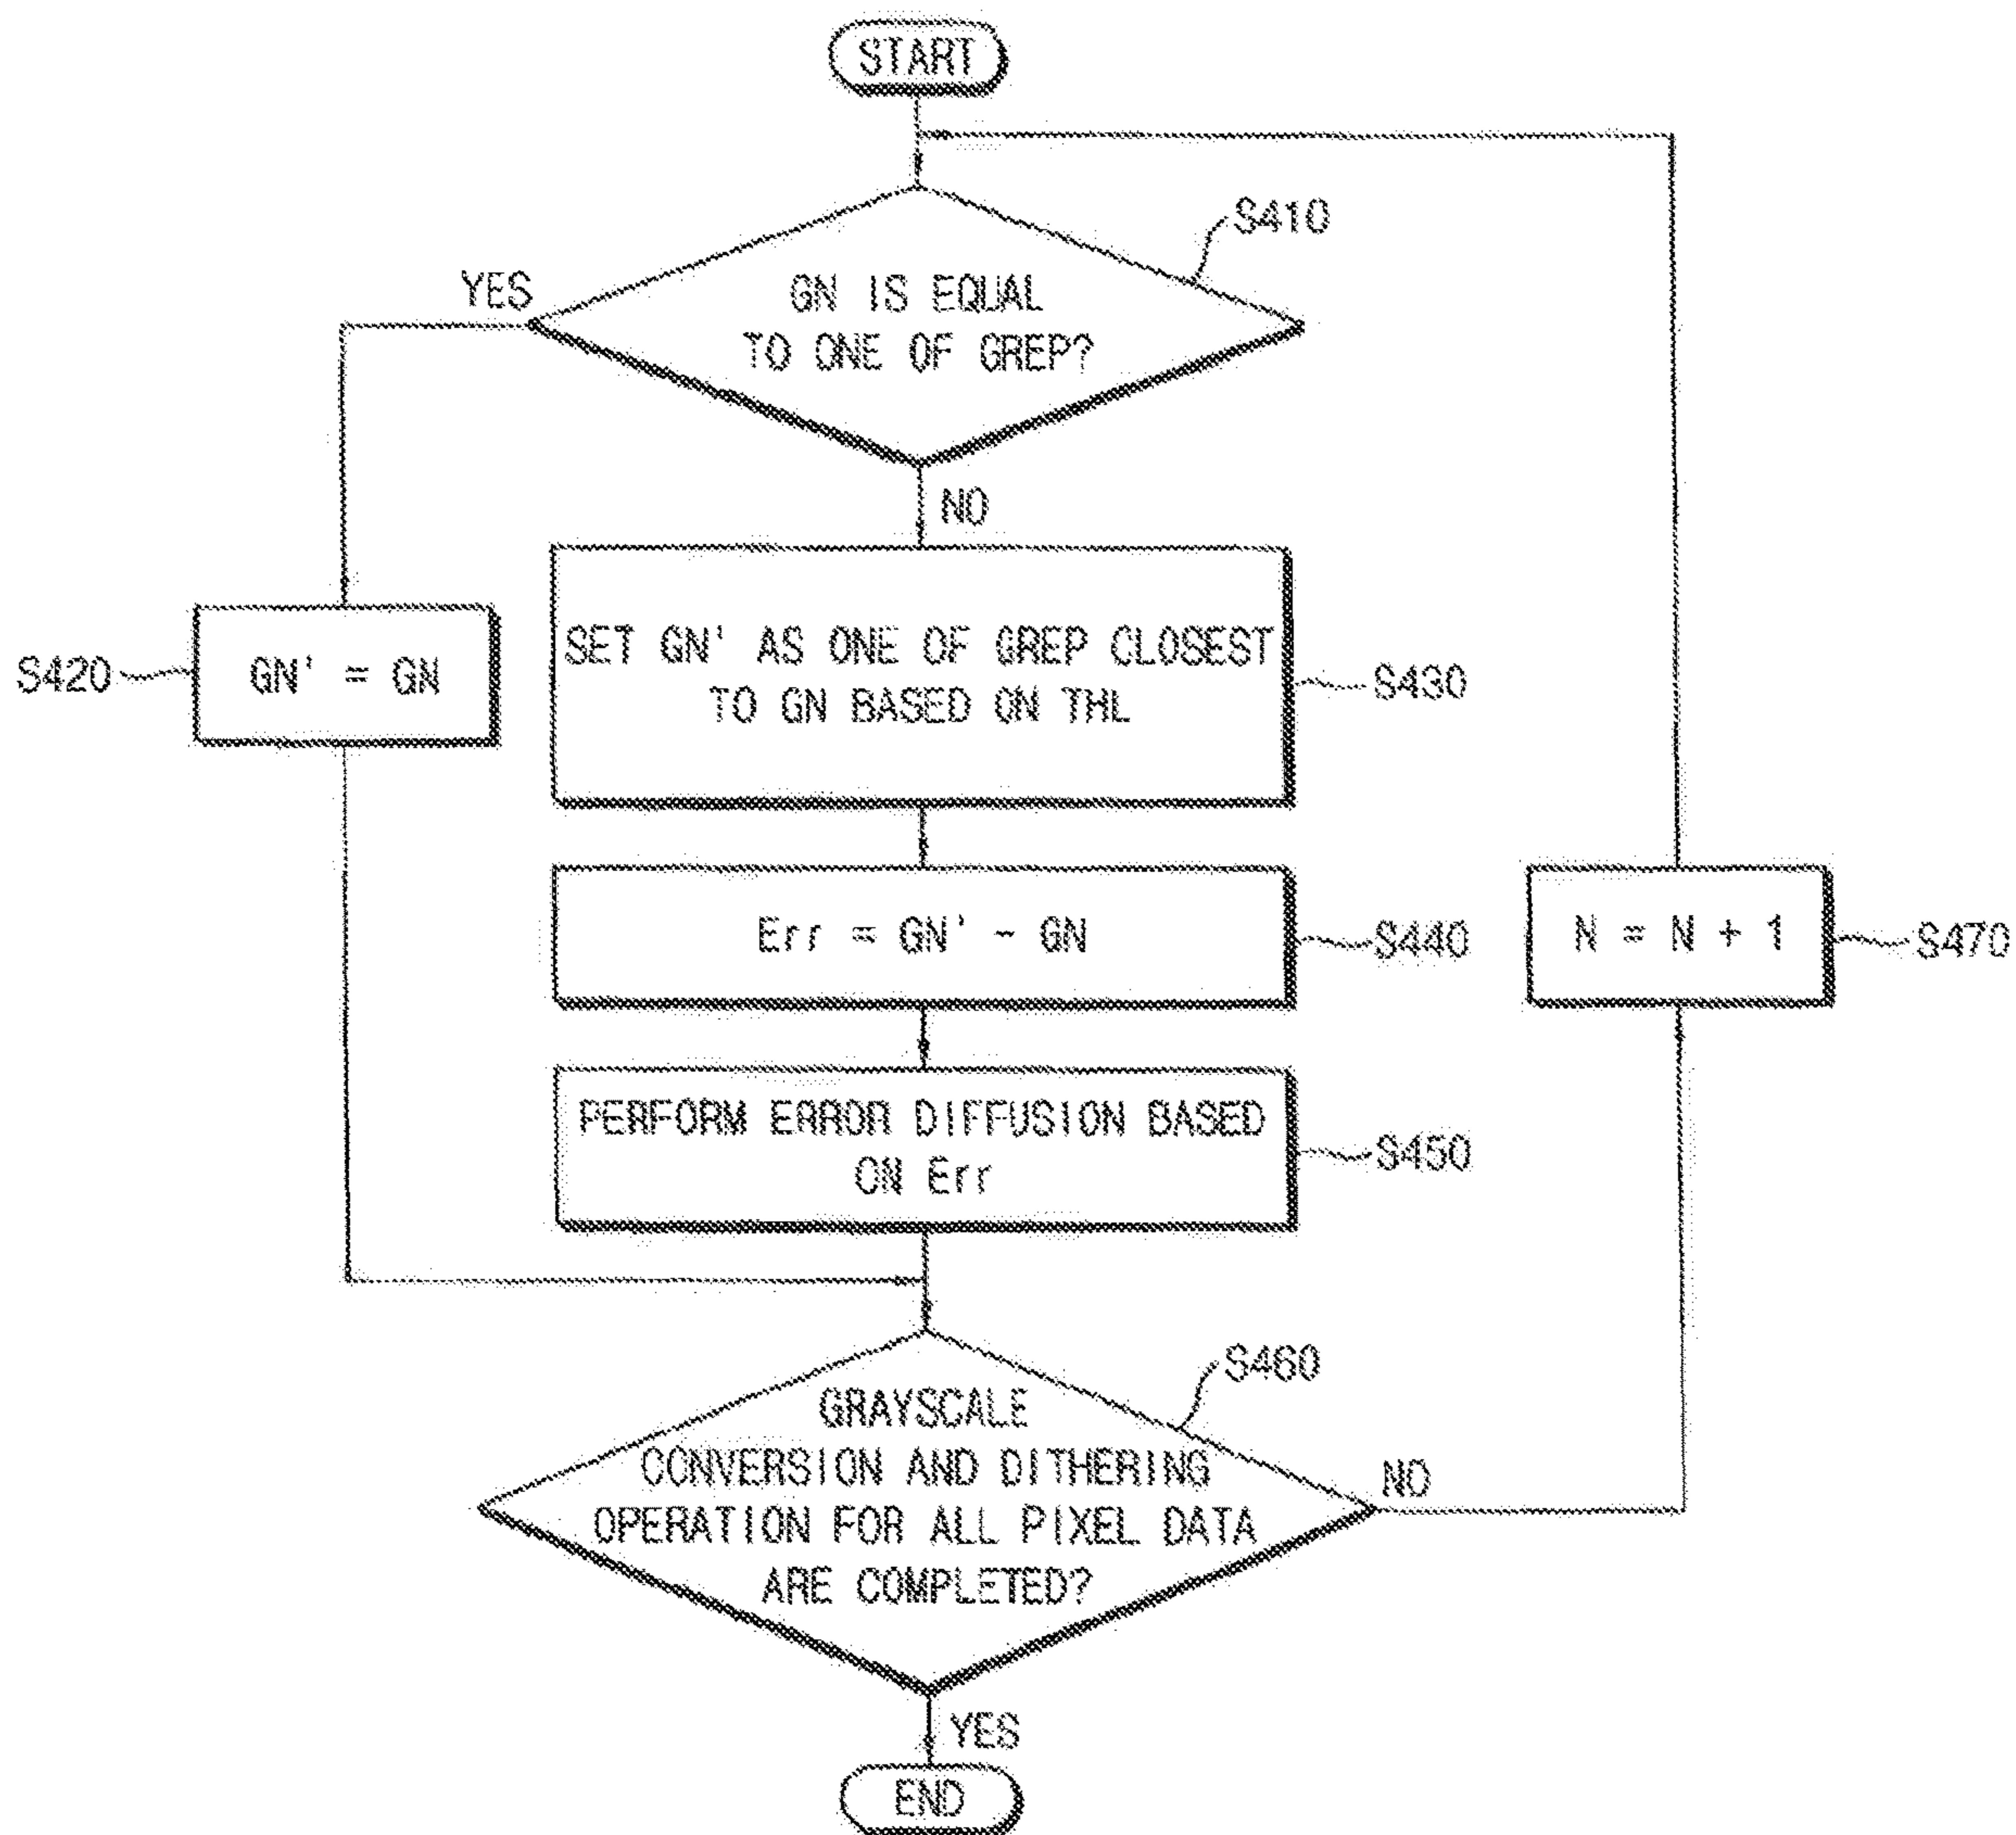 START
S410
YES
GN IS EQUAL
TO ONE OF GREP?
NO
S420
GN' = GN
SET GN' AS ONE OF GREP CLOSEST
TO GN BASED ON THL
S430
Err = GN' - GN
S440
N = N + 1
S470
PERFORM ERROR DIFFUSION BASED
ON Err
S450
S460
GRAYSCALE
CONVERSION AND DITHERING
OPERATION FOR ALL PIXEL DATA
ARE COMPLETED?
NO
YES
END